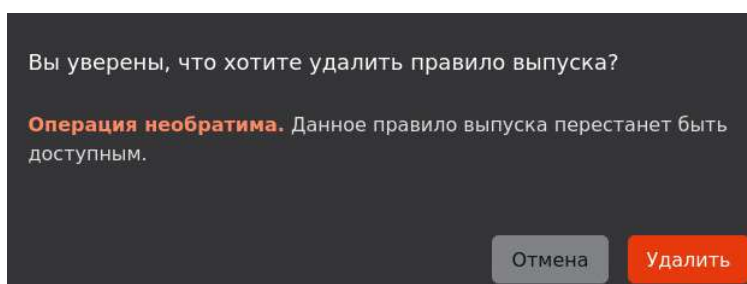 Вы уверены, что хотите удалить правило выпуска?
Операция необратима. Данное правило выпуска перестанет быть
доступным.
Отмена
Удалить